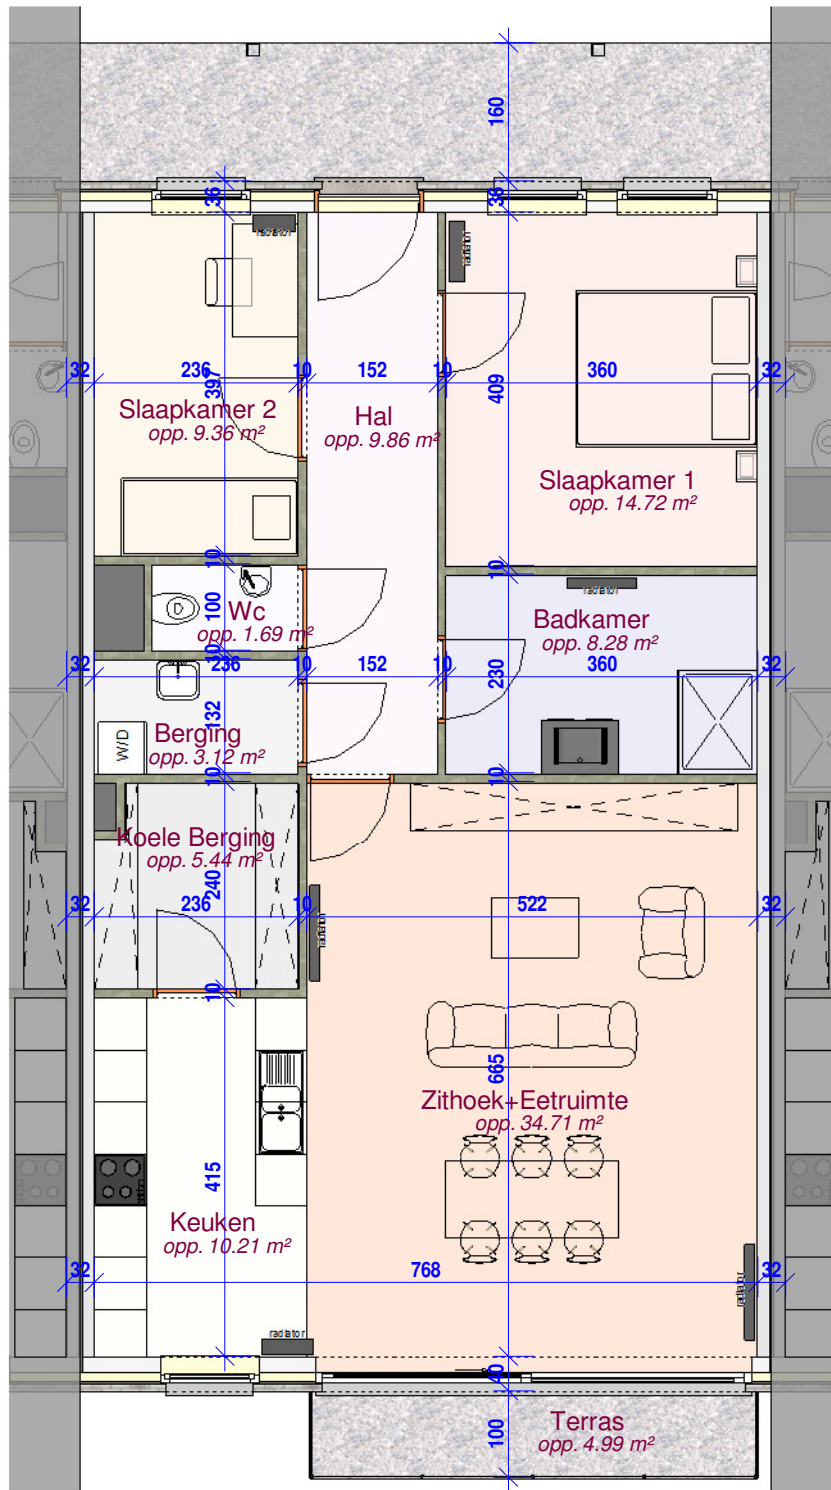 160
36
36
radiator
radiator
32
236
10
152
10
360
32
397
409
Slaapkamer 2
opp. 9.36 m²
Hal
opp. 9.86 m²
Slaapkamer 1
opp. 14.72 m²
10
10
radiator
100
Wc
opp. 1.69 m²
Badkamer
opp. 8.28 m²
10
32
236
10
152
10
360
32
230
132
W/D
Berging
opp. 3.12 m²
10
10
Koele Berging
opp. 5.44 m²
240
32
236
10
522
32
radiator
10
665
Zithoek+Eetruimte
opp. 34.71 m²
415
Keuken
opp. 10.21 m²
32
768
32
radiator
radiator
40
Terras
opp. 4.99 m²
100